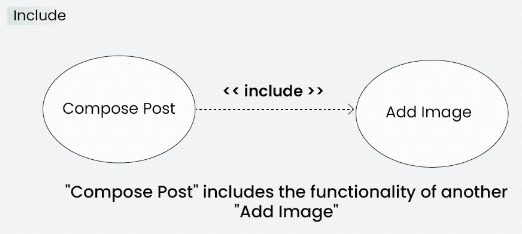 Include
Compose Post
<< include >>
Add Image
"Compose Post" includes the functionality of another
"Add Image"